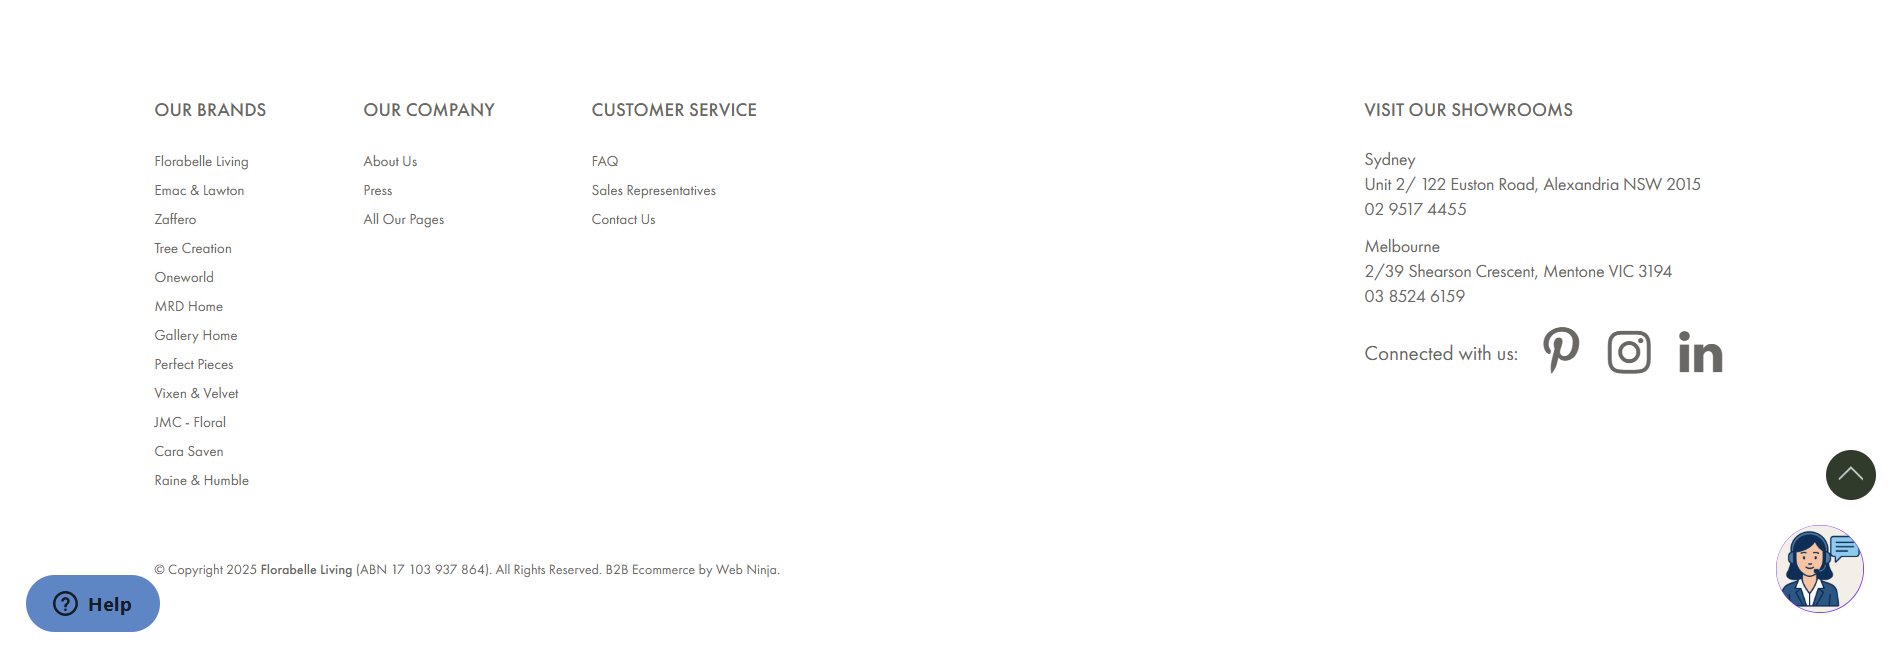 OUR BRANDS
Florabelle Living
Emac & Lawton
Zaffero
Tree Creation
Oneworld
MRD Home
Gallery Home
Perfect Pieces
Vixen & Velvet
JMC - Floral
Cara Saven
Raine & Humble
OUR COMPANY
About Us
Press
All Our Pages
CUSTOMER SERVICE
FAQ
Sales Representatives
Contact Us
VISIT OUR SHOWROOMS
Sydney
Unit 2/ 122 Euston Road, Alexandria NSW 2015
02 9517 4455
Melbourne
2/39 Shearson Crescent, Mentone VIC 3194
03 8524 6159
Connected with us:
© Copyright 2025 Florabelle Living (ABN 17 103 937 864). All Rights Reserved. B2B Ecommerce by Web Ninja.
Help